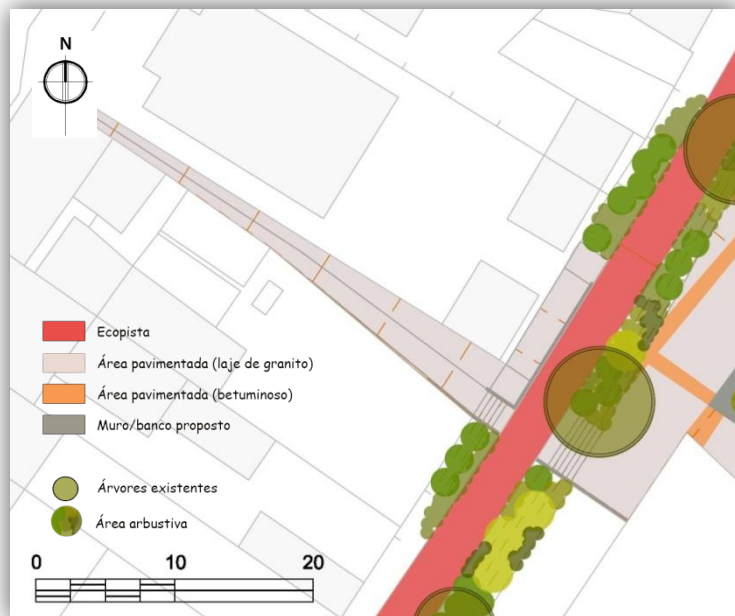 N
Ecopista
Área pavimentada (laje de granito)
Área pavimentada (betuminoso)
Muro/banco proposto
Árvores existentes
Área arbustiva
0 10 20